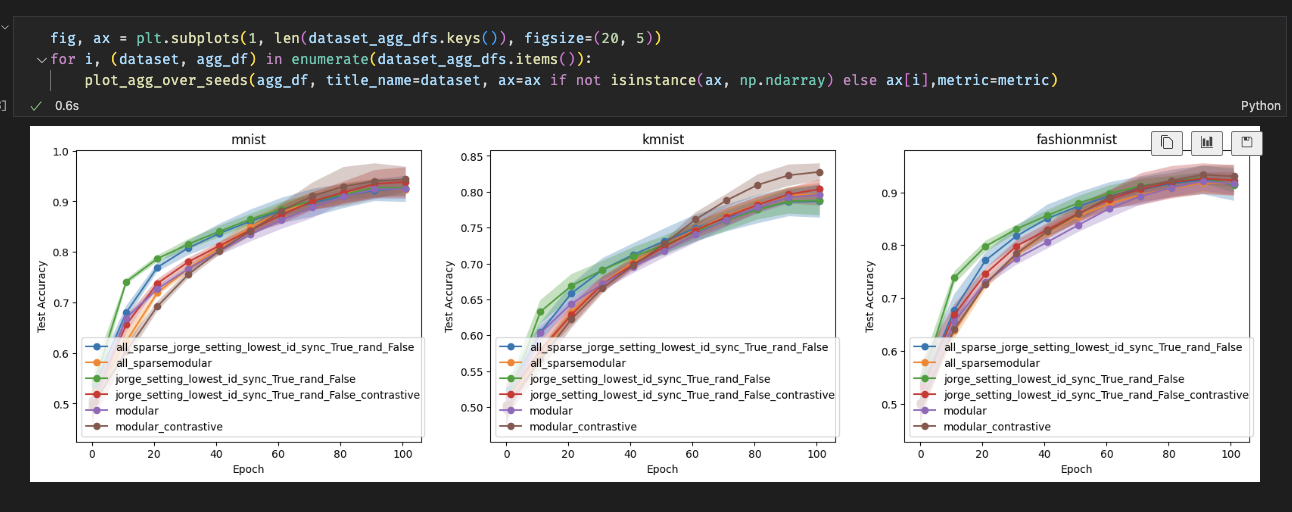 fig, ax = plt.subplots(1, len(dataset_agg_dfs.keys()), figsize=(20, 5))
for i, (dataset, agg_df) in enumerate(dataset_agg_dfs.items()):
plot_agg_over_seeds(agg_df, title_name=dataset, ax=ax if not isinstance(ax, np.ndarray) else ax[i],metric=metric)
0.6s
Python
mnist
1.0
0.9
0.8
0.7
0.6
0.5
Test Accuracy
all_sparse_jorge_setting_lowest_id_sync_True_rand_False
all_sparsemodular
jorge_setting_lowest_id_sync_True_rand_False
jorge_setting_lowest_id_sync_True_rand_False_contrastive
modular
modular_contrastive
0 20 40 60 80 100
Epoch
kmnist
0.85
0.80
0.75
0.70
0.65
0.60
0.55
0.50
Test Accuracy
all_sparse_jorge_setting_lowest_id_sync_True_rand_False
all_sparsemodular
jorge_setting_lowest_id_sync_True_rand_False
jorge_setting_lowest_id_sync_True_rand_False_contrastive
modular
modular_contrastive
0 20 40 60 80 100
Epoch
fashionmnist
0.9
0.8
0.7
0.6
0.5
Test Accuracy
all_sparse_jorge_setting_lowest_id_sync_True_rand_False
all_sparsemodular
jorge_setting_lowest_id_sync_True_rand_False
jorge_setting_lowest_id_sync_True_rand_False_contrastive
modular
modular_contrastive
0 20 40 60 80 100
Epoch